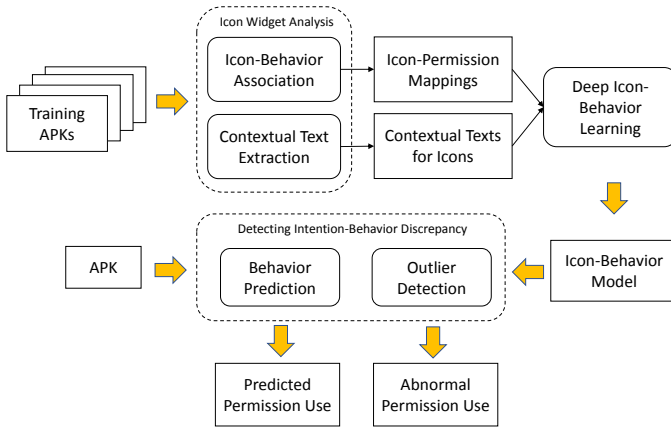 Icon Widget Analysis
Training
APKs
Icon-Behavior
Association
Icon-Permission
Mappings
Deep Icon-
Behavior
Learning
Contextual Text
Extraction
Contextual Texts
for Icons
Detecting Intention-Behavior Discrepancy
APK
Behavior
Prediction
Outlier
Detection
Icon-Behavior
Model
Predicted
Permission Use
Abnormal
Permission Use